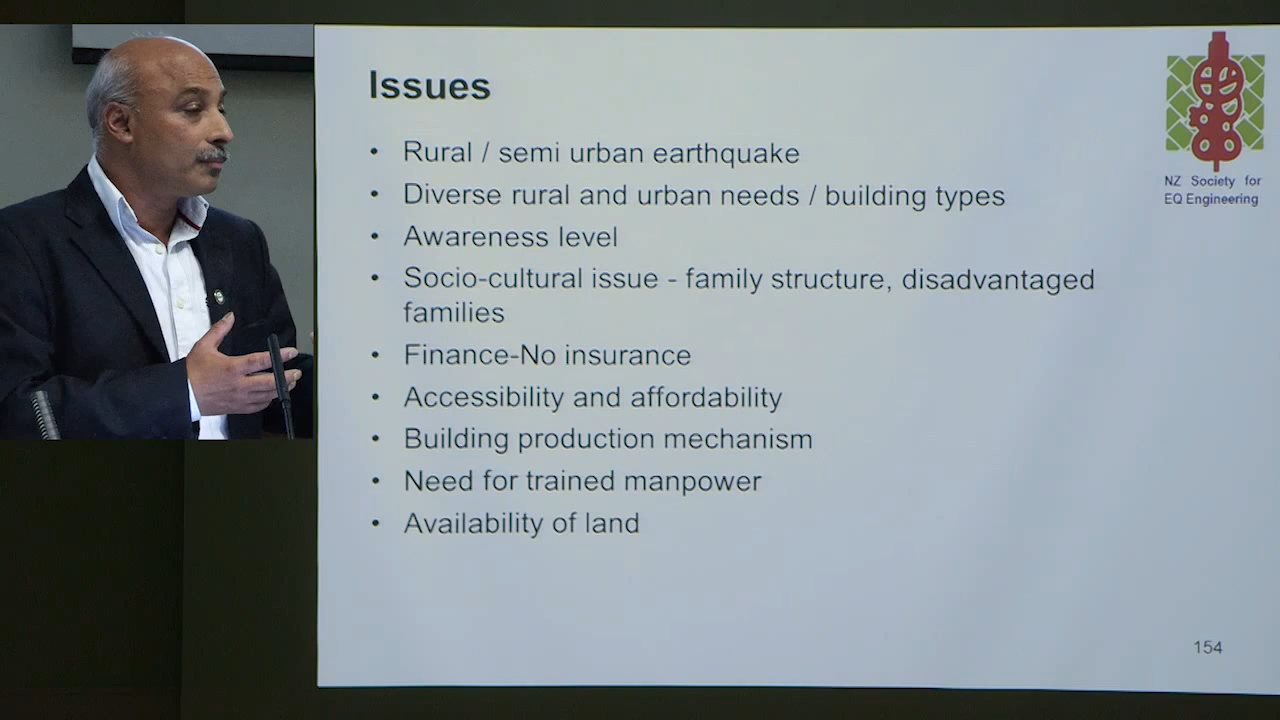 Issues
• Rural / semi urban earthquake
• Diverse rural and urban needs / building types
• Awareness level
• Socio-cultural issue - family structure, disadvantaged
families
• Finance-No insurance
• Accessibility and affordability
• Building production mechanism
• Need for trained manpower
• Availability of land
NZ Society for
EQ Engineering
154